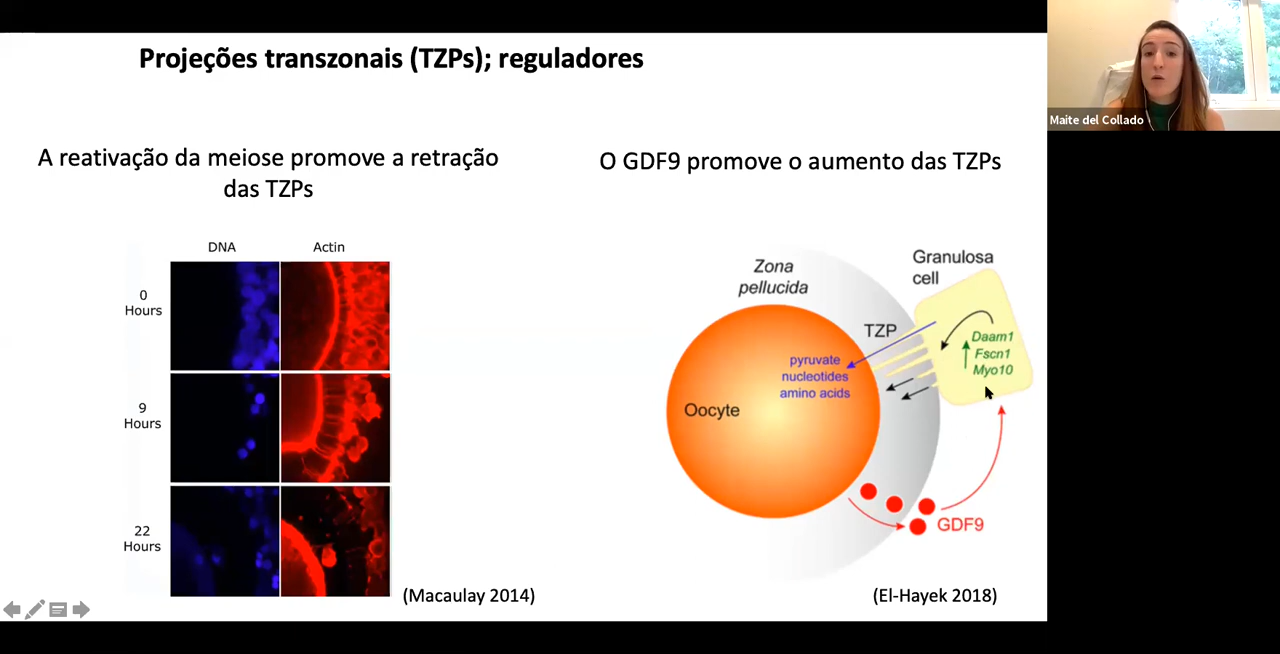 Projeções transzonais (TZPs); reguladores
A reativação da meiose promove a retração
das TZPs
DNA
Actin
0
Hours
9
Hours
22
Hours
(Macaulay 2014)
O GDF9 promove o aumento das TZPs
Zona
pellucida
Granulosa
cell
TZP
Daam1
Fscn1
Myo10
pyruvate
nucleotides
amino acids
Oocyte
GDF9
(El-Hayek 2018)
Maite del Collado